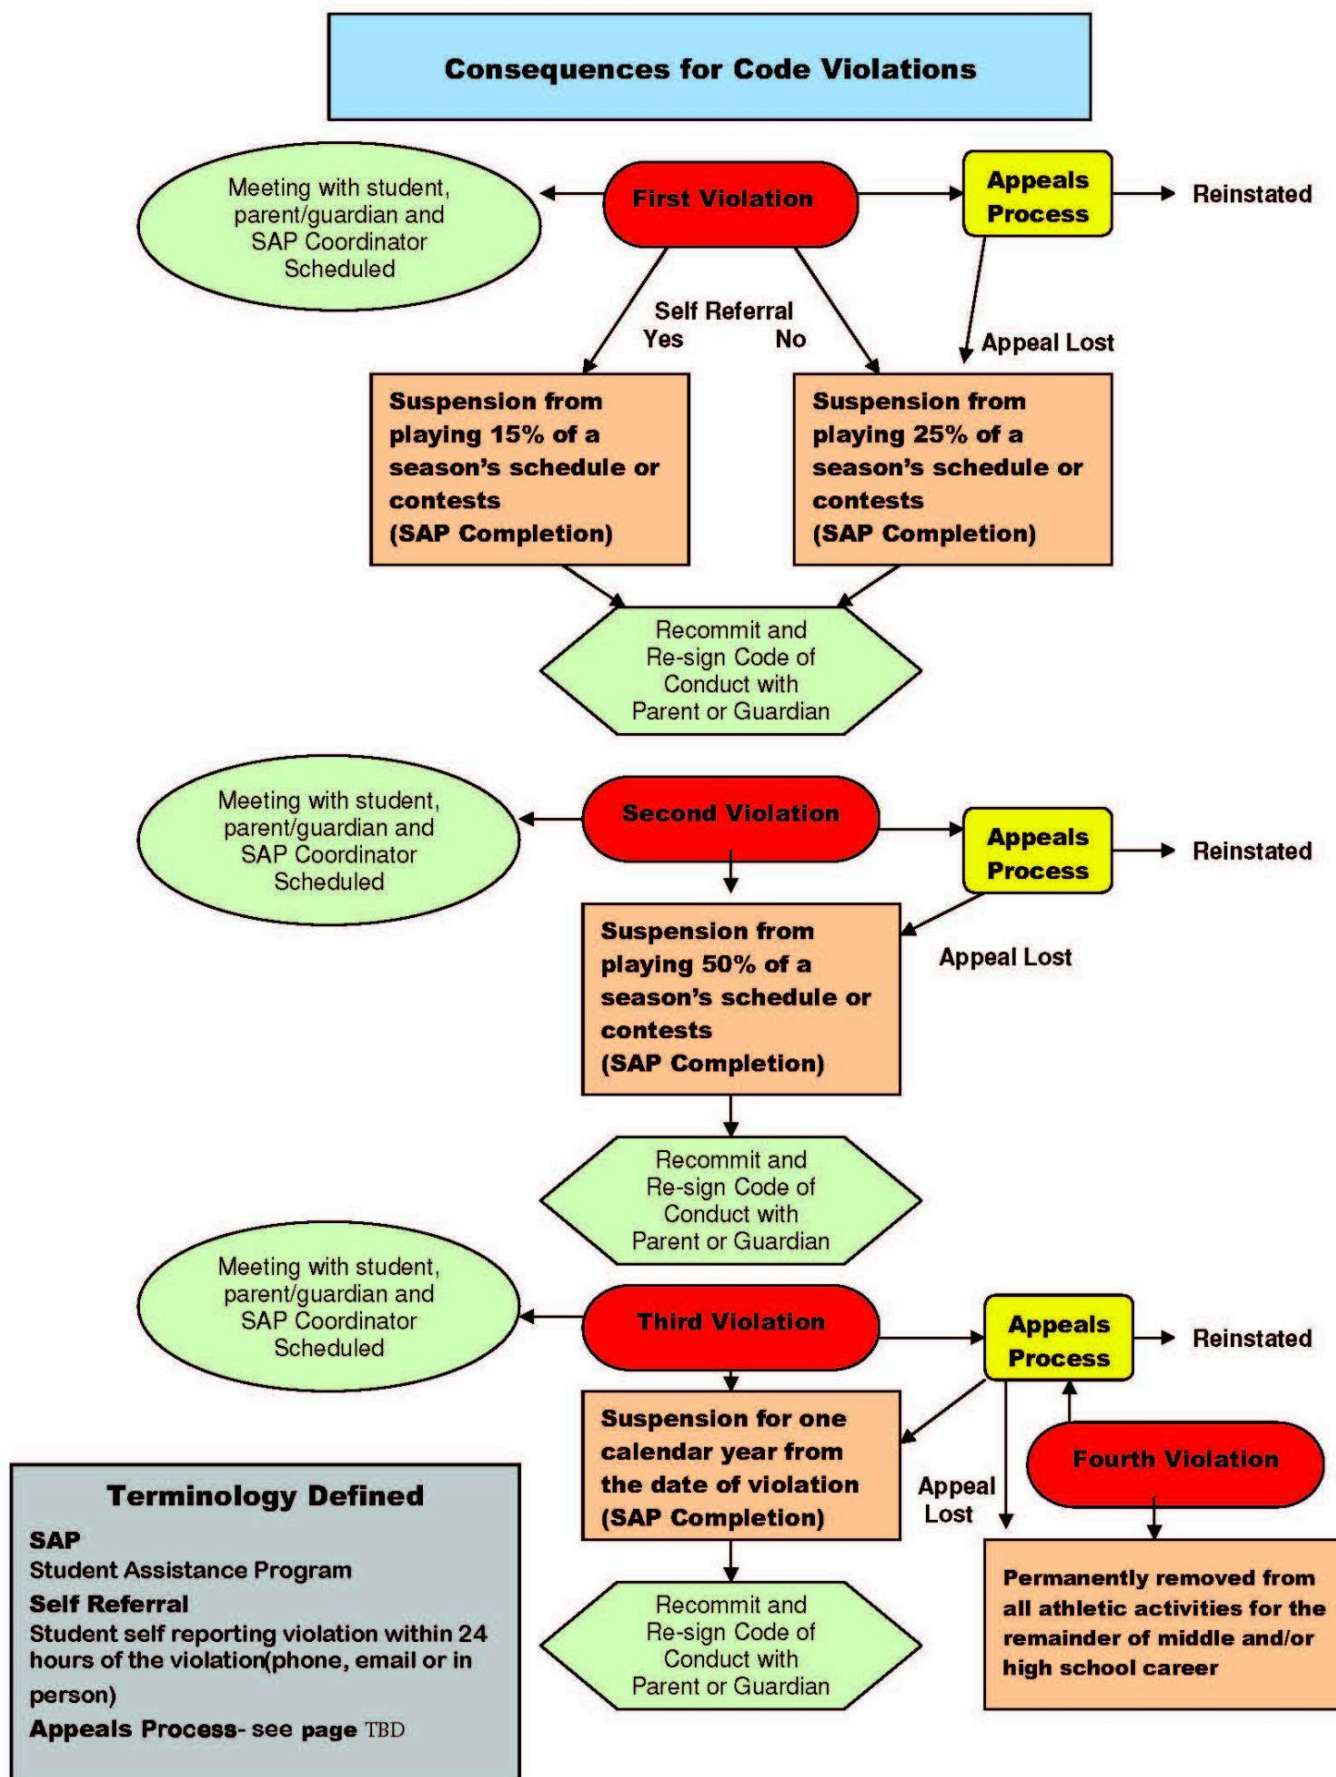 Consequences for Code Violations
Meeting with student,
parent/guardian and
SAP Coordinator
Scheduled
First Violation
Appeals
Process
Reinstated
Self Referral
Yes No
Appeal Lost
Suspension from
playing 15% of a
season's schedule or
contests
(SAP Completion)
Suspension from
playing 25% of a
season's schedule or
contests
(SAP Completion)
Recommit and
Re-sign Code of
Conduct with
Parent or Guardian
Meeting with student,
parent/guardian and
SAP Coordinator
Scheduled
Second Violation
Appeals
Process
Reinstated
Appeal Lost
Suspension from
playing 50% of a
season's schedule or
contests
(SAP Completion)
Recommit and
Re-sign Code of
Conduct with
Parent or Guardian
Meeting with student,
parent/guardian and
SAP Coordinator
Scheduled
Third Violation
Appeals
Process
Reinstated
Suspension for one
calendar year from
the date of violation
(SAP Completion)
Appeal
Lost
Fourth Violation
Permanently removed from
all athletic activities for the
remainder of middle and/or
high school career
Recommit and
Re-sign Code of
Conduct with
Parent or Guardian
Terminology Defined
SAP
Student Assistance Program
Self Referral
Student self reporting violation within 24
hours of the violation(phone, email or in
person)
Appeals Process- see page TBD